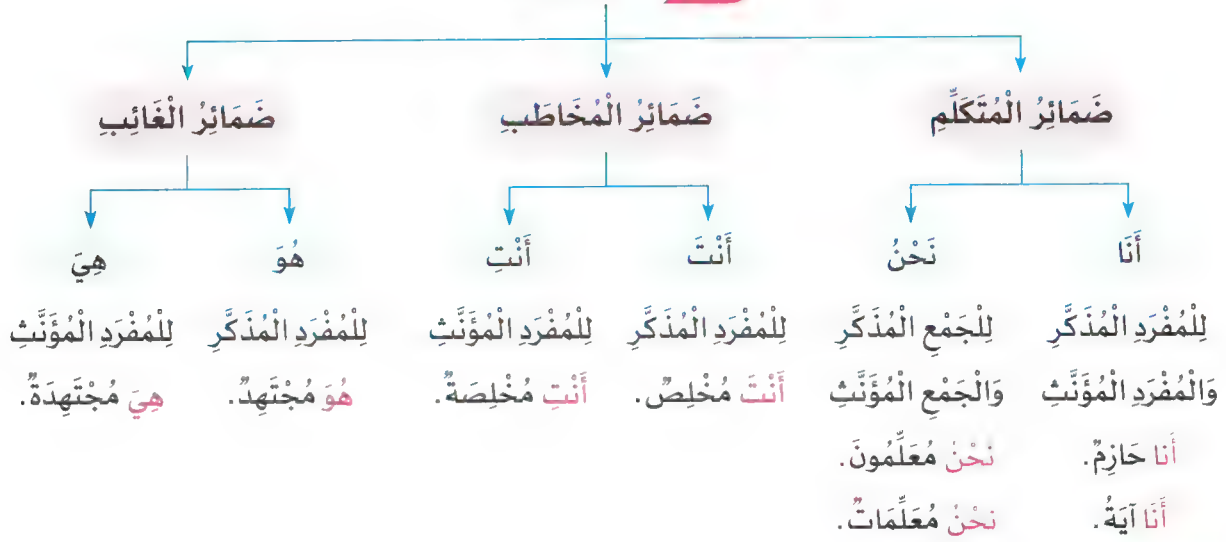 ضَمَائِرُ الْمُتَكَلِّمِ
ضَمَائِرُ الْمُخَاطَبِ
ضَمَائِرُ الْغَائِبِ
أَنَا
لِلْمُفْرَدِ الْمُذَكَّرِ
وَالْمُفْرَدِ الْمُؤَنَّثِ
أَنا حَازِمٌ.
أَنَا آيَةُ.
نَحْنُ
لِلْجَمْعِ الْمُذَكَّرِ
وَالْجَمْعِ الْمُؤَنَّثِ
نَحْنُ مُعَلِّمُونَ.
نَحْنُ مُعَلِّمَاتٌ.
أَنْتَ
لِلْمُفْرَدِ الْمُذَكَّرِ
أَنْتَ مُخْلِصٌ.
أَنْتِ
لِلْمُفْرَدِ الْمُؤَنَّثِ
أَنْتِ مُخْلِصَةٌ.
هُوَ
لِلْمُفْرَدِ الْمُذَكَّرِ
هُوَ مُجْتَهِدٌ.
هِيَ
لِلْمُفْرَدِ الْمُؤَنَّثِ
هِيَ مُجْتَهِدَةٌ.